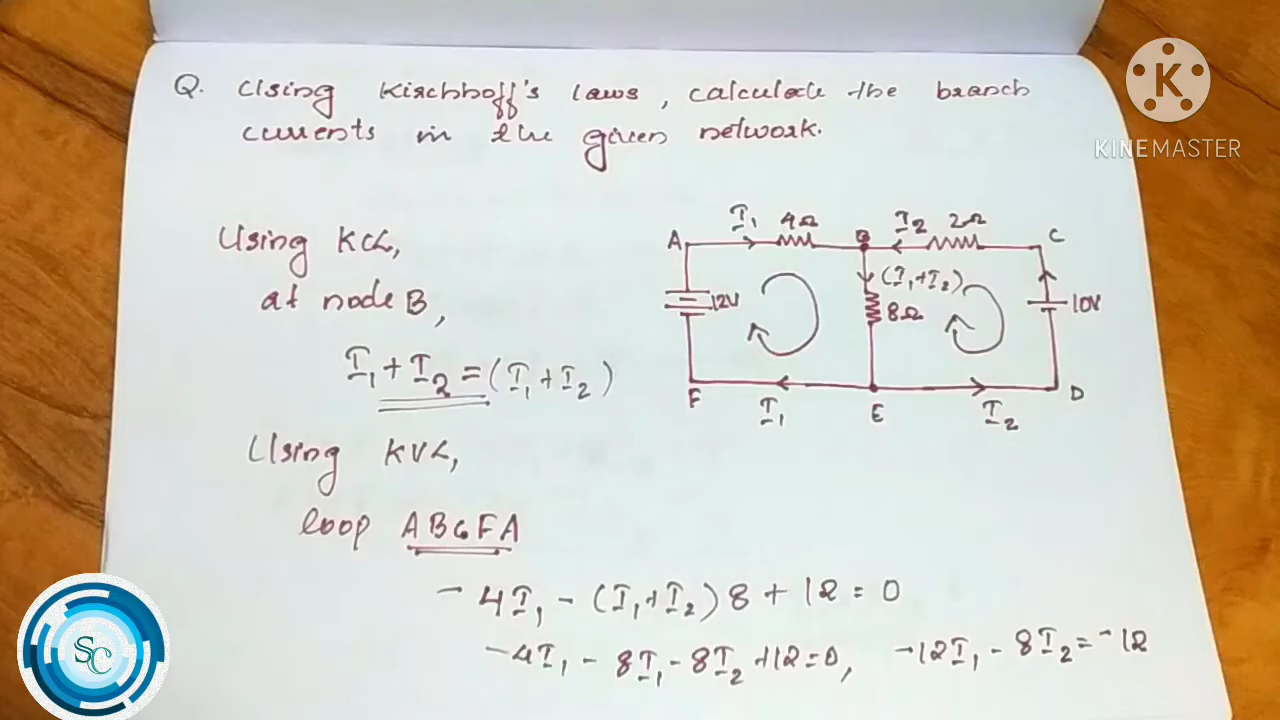 Q. Using Kirchhoff's laws, calculate the branch
currents in the given network.
K
KINEMASTER
Using KCL,
at node B,
I₁ + I₂ = (I₁ + I₂)
A
I₁
4Ω
B
I₂
2Ω
C
12V
(I₁+I₂)
8Ω
10V
F
I₁
E
I₂
D
Using KVL,
loop ABEFA
- 4I₁ - (I₁+I₂) 8 + 12 = 0
-4I₁ - 8I₁ - 8I₂ + 12 = 0, -12I₁ - 8I₂ = -12
SC